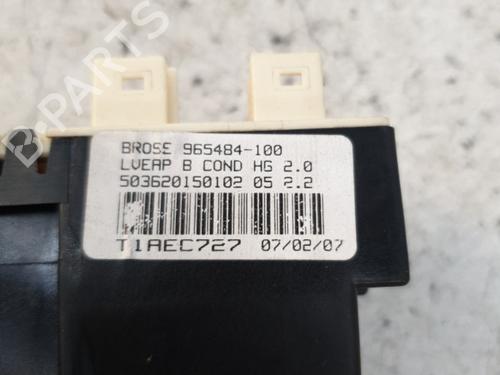 BROSE 965484-100
LVEAP B COND HG 2.0
503620150102 05 2.2
T1AEC727 07/02/07
B-PARTS